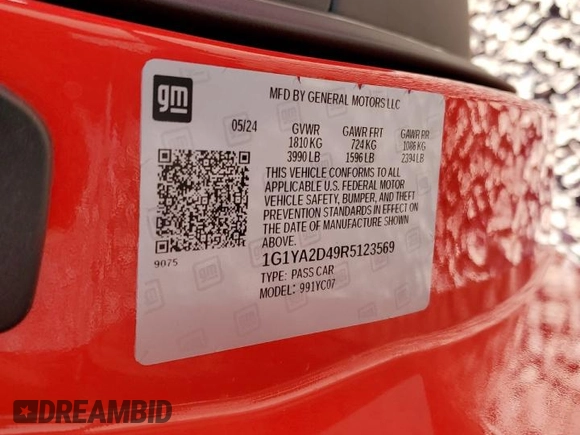 gm
MFD BY GENERAL MOTORS LLC
05/24 GVWR GAWR FRT GAWR RR
1810 KG 724 KG 1086 KG
3990 LB 1596 LB 2394 LB
THIS VEHICLE CONFORMS TO ALL
APPLICABLE U.S. FEDERAL MOTOR
VEHICLE SAFETY, BUMPER, AND THEFT
PREVENTION STANDARDS IN EFFECT ON
THE DATE OF MANUFACTURE SHOWN
ABOVE.
9075
1G1YA2D49R5123569
TYPE: PASS CAR
MODEL: 991YC07
DREAMBID